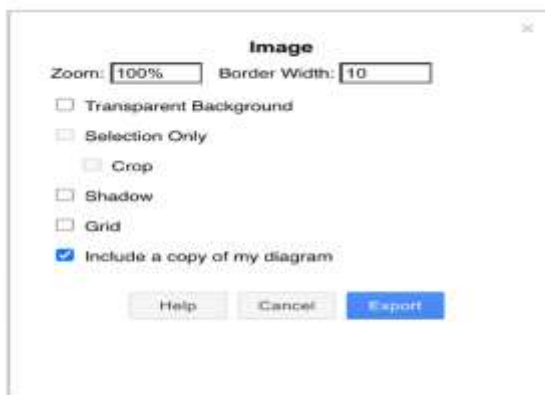 Image
Zoom: 100% Border Width: 10
Transparent Background
Selection Only
Crop
Shadow
Grid
Include a copy of my diagram
Help Cancel Export